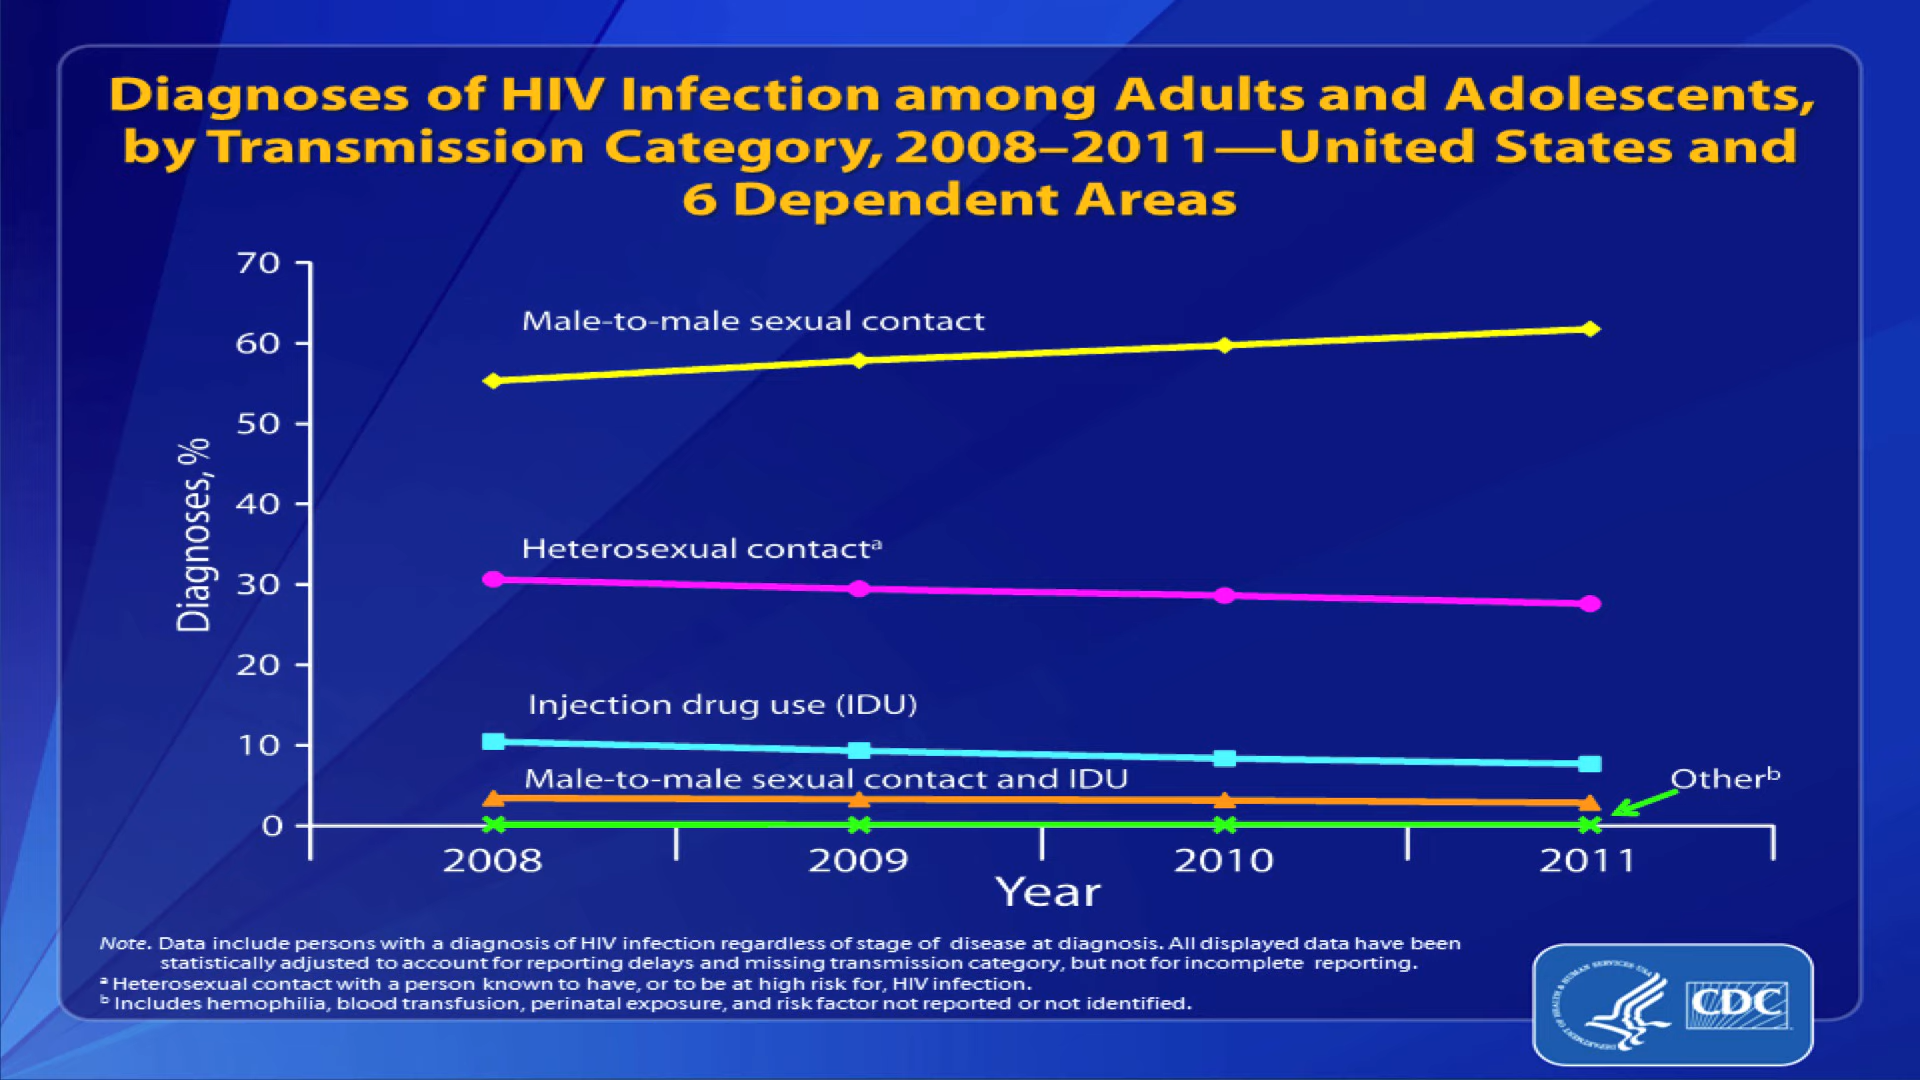 Diagnoses of HIV Infection among Adults and Adolescents,
by Transmission Category, 2008–2011—United States and
6 Dependent Areas
70
60
50
40
30
20
10
0
Diagnoses, %
Male-to-male sexual contact
Heterosexual contactᵃ
Injection drug use (IDU)
Male-to-male sexual contact and IDU
Otherᵇ
2008 2009 2010 2011
Year
Note. Data include persons with a diagnosis of HIV infection regardless of stage of disease at diagnosis. All displayed data have been
statistically adjusted to account for reporting delays and missing transmission category, but not for incomplete reporting.
ᵃ Heterosexual contact with a person known to have, or to be at high risk for, HIV infection.
ᵇ Includes hemophilia, blood transfusion, perinatal exposure, and risk factor not reported or not identified.
DEPARTMENT OF HEALTH & HUMAN SERVICES·USA
CDC